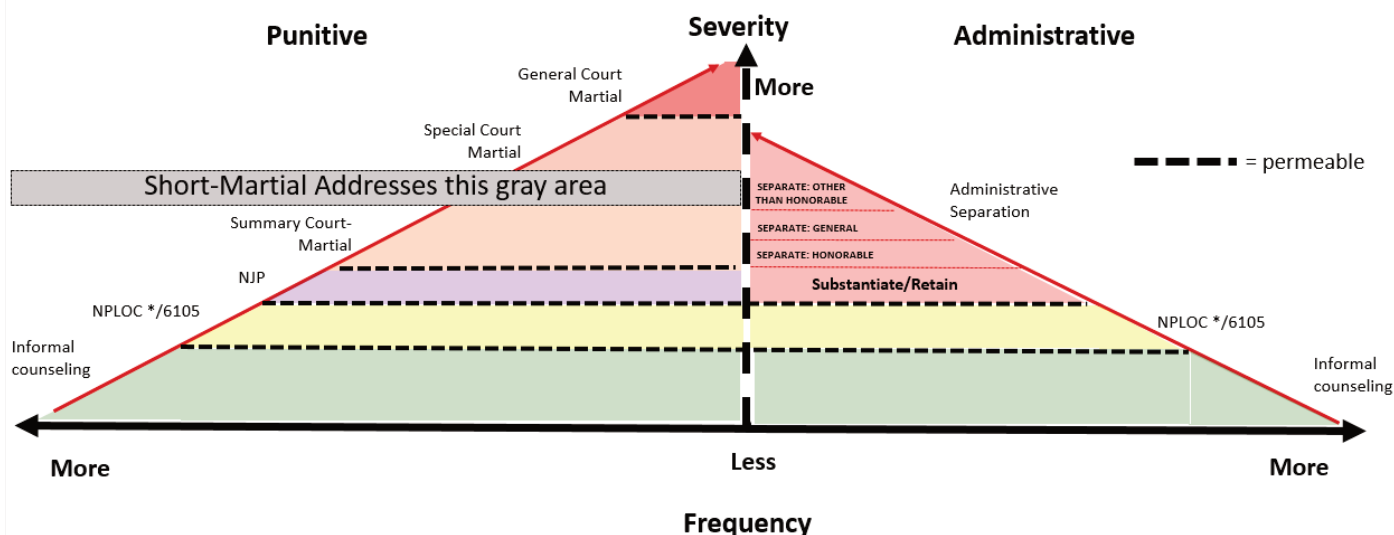 Punitive
Severity
Administrative
General Court
Martial
More
Special Court
Martial
= permeable
Short-Martial Addresses this gray area
SEPARATE: OTHER
THAN HONORABLE
Administrative
Separation
Summary Court-
Martial
SEPARATE: GENERAL
SEPARATE: HONORABLE
NJP
Substantiate/Retain
NPLOC */6105
NPLOC */6105
Informal
counseling
Informal
counseling
More
Less
More
Frequency